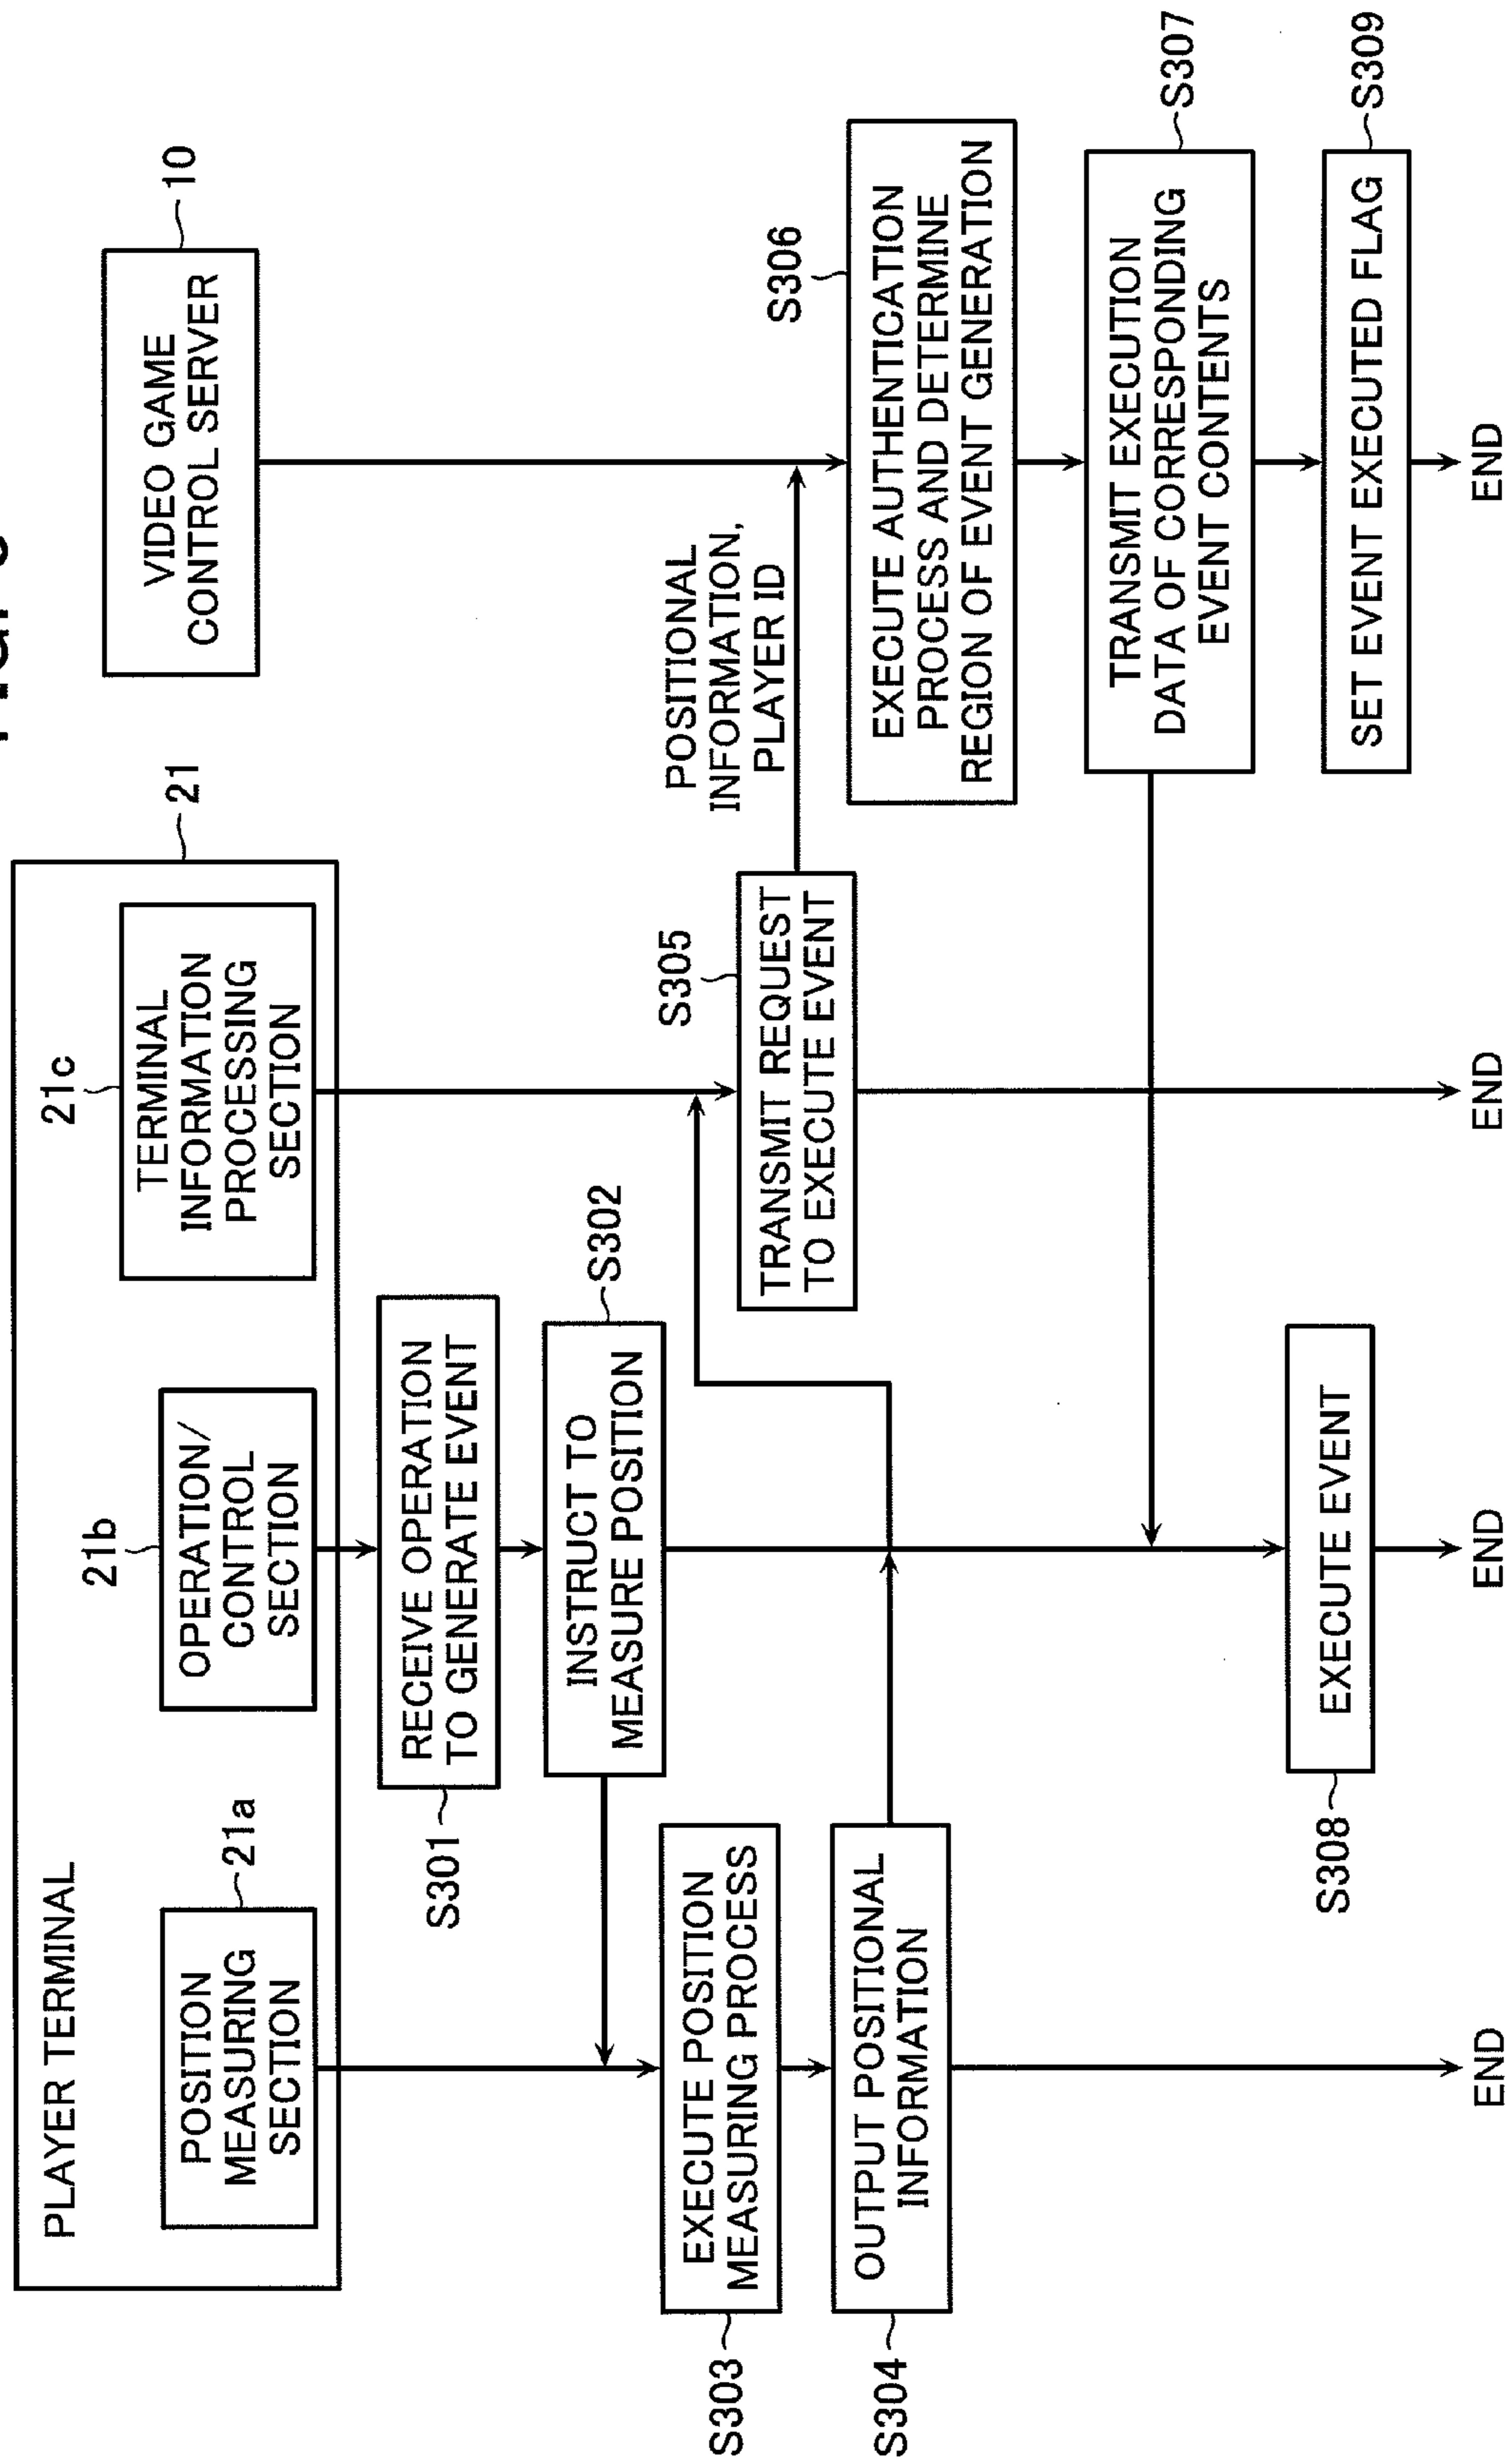 PLAYER TERMINAL
21
21a
POSITION
MEASURING
SECTION
21b
OPERATION/
CONTROL
SECTION
21c
TERMINAL
INFORMATION
PROCESSING
SECTION
10
VIDEO GAME
CONTROL SERVER
S301
RECEIVE OPERATION
TO GENERATE EVENT
S302
INSTRUCT TO
MEASURE POSITION
S303
EXECUTE POSITION
MEASURING PROCESS
S304
OUTPUT POSITIONAL
INFORMATION
S305
TRANSMIT REQUEST
TO EXECUTE EVENT
POSITIONAL
INFORMATION,
PLAYER ID
S306
EXECUTE AUTHENTICATION
PROCESS AND DETERMINE
REGION OF EVENT GENERATION
S307
TRANSMIT EXECUTION
DATA OF CORRESPONDING
EVENT CONTENTS
S308
EXECUTE EVENT
S309
SET EVENT EXECUTED FLAG
END
END
END
END